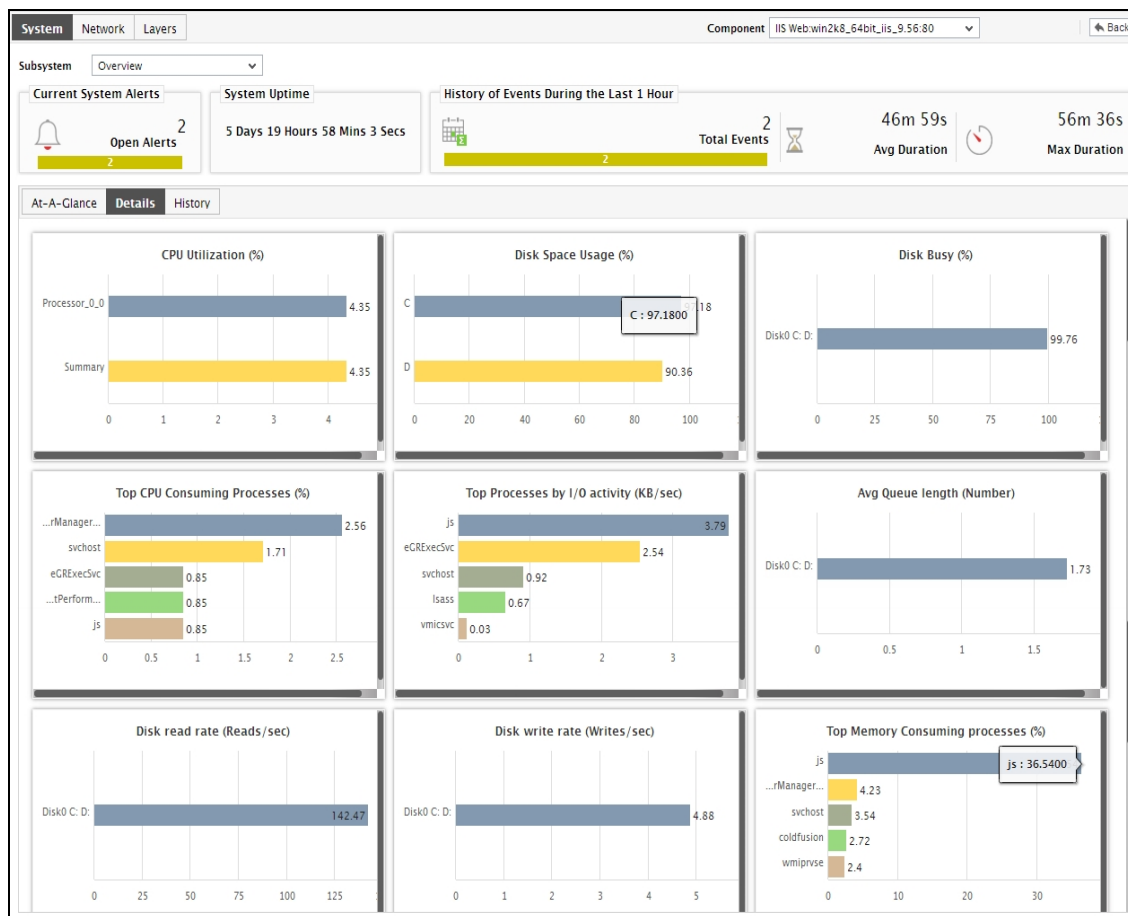 System Network Layers Component IIS Web:win2k8_64bit_iis_9.56:80 Back
Subsystem Overview
Current System Alerts System Uptime History of Events During the Last 1 Hour
2 Open Alerts
2
5 Days 19 Hours 58 Mins 3 Secs
2 Total Events
2
46m 59s Avg Duration
56m 36s Max Duration
At-A-Glance Details History
CPU Utilization (%)
Processor_0_0 4.35
Summary 4.35
0 1 2 3 4
Disk Space Usage (%)
C .18
C : 97.1800
D 90.36
0 20 40 60 80 100
Disk Busy (%)
Disk0 C: D: 99.76
0 25 50 75 100
Top CPU Consuming Processes (%)
...rManager... 2.56
svchost 1.71
eGRExecSvc 0.85
...tPerform... 0.85
js 0.85
0 0.5 1 1.5 2 2.5
Top Processes by I/O activity (KB/sec)
js 3.79
eGRExecSvc 2.54
svchost 0.92
lsass 0.67
vmicsvc 0.03
0 1 2 3
Avg Queue length (Number)
Disk0 C: D: 1.73
0 0.5 1 1.5
Disk read rate (Reads/sec)
Disk0 C: D: 142.47
0 25 50 75 100 125
Disk write rate (Writes/sec)
Disk0 C: D: 4.88
0 1 2 3 4 5
Top Memory Consuming processes (%)
js
js : 36.5400
...rManager... 4.23
svchost 3.54
coldfusion 2.72
wmiprvse 2.4
0 10 20 30